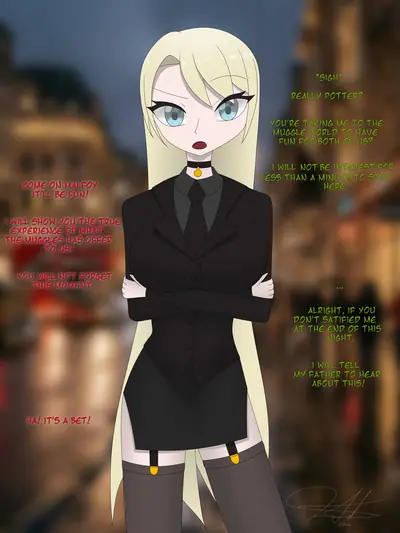 *SIGH*
REALLY POTTER?
YOU'RE TAKING ME TO THE
MUGGLE WORLD TO HAVE
FUN FOR BOTH OF US?
I WILL NOT BE INTEREST FOR
LESS THAN A MINUTE TO STAY
HERE.
COME ON MALFOY
IT'LL BE FUN!
I WILL SHOW YOU THE TRUE
EXPERIENCE OF WHAT
THE MUGGLES HAS OFFER
TO US!
YOU WILL NOT FORGET
THIS MOMENT
...
ALRIGHT, IF YOU
DON'T SATIFIED ME
AT THE END OF THIS
NIGHT.
I WILL TELL
MY FATHER TO HEAR
ABOUT THIS!
HA! IT'S A BET!